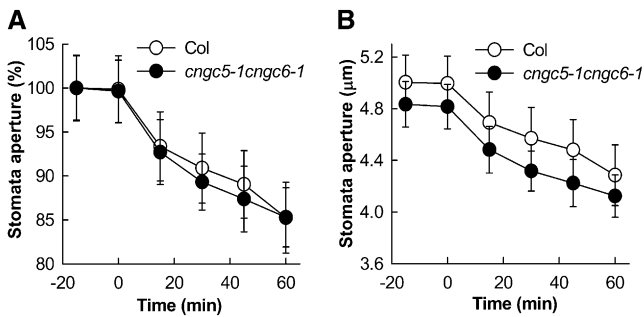 A
Stomata aperture (%)
105
100
95
90
85
80
-20
0
20
40
60
Time (min)
Col
cngc5-1cngc6-1
B
Stomata aperture (μm)
5.2
4.8
4.4
4.0
3.6
-20
0
20
40
60
Time (min)
Col
cngc5-1cngc6-1